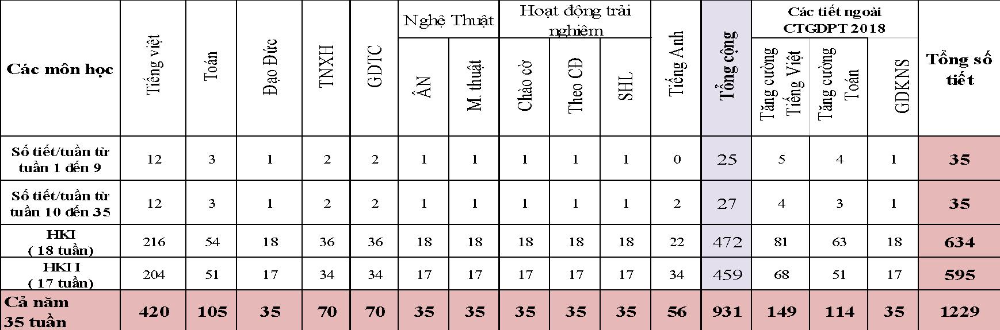 Các môn học
Tiếng việt
Toán
Đạo Đức
TNXH
GDTC
Nghệ Thuật
ÂN
M. thuật
Hoạt động trải
nghiệm
Chào cờ
Theo CĐ
SHL
Tiếng Anh
Tổng cộng
Các tiết ngoài
CTGDPT 2018
Tăng cường
Tiếng Việt
Tăng cường
Toán
GDKNS
Tổng số
tiết
Số tiết/tuần từ
tuần 1 đến 9
12 3 1 2 2 1 1 1 1 1 0 25 5 4 1 35
Số tiết/tuần từ
tuần 10 đến 35
12 3 1 2 2 1 1 1 1 1 2 27 4 3 1 35
HKI
( 18 tuần)
216 54 18 36 36 18 18 18 18 18 22 472 81 63 18 634
HKI I
( 17 tuần)
204 51 17 34 34 17 17 17 17 17 34 459 68 51 17 595
Cả năm
35 tuần
420 105 35 70 70 35 35 35 35 35 56 931 149 114 35 1229